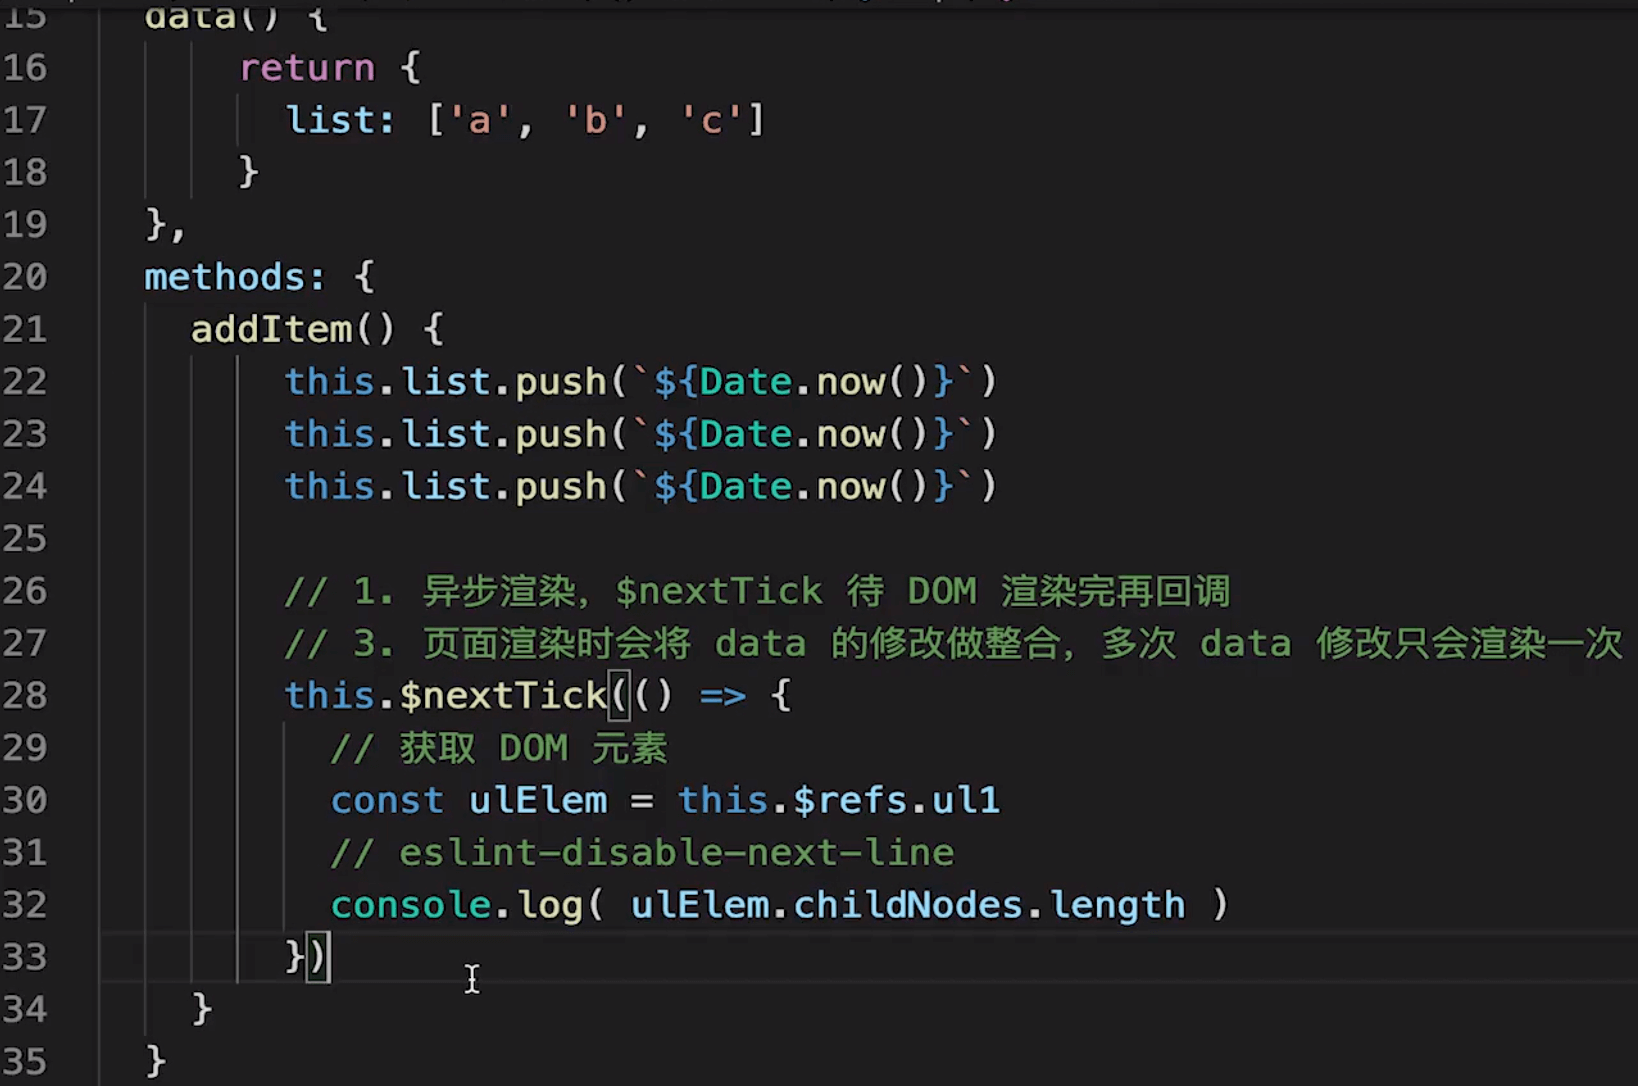 15 data() {
16 return {
17 list: ['a', 'b', 'c']
18 }
19 },
20 methods: {
21 addItem() {
22 this.list.push(`${Date.now()}`)
23 this.list.push(`${Date.now()}`)
24 this.list.push(`${Date.now()}`)
25
26 // 1. 异步渲染，$nextTick 待 DOM 渲染完再回调
27 // 3. 页面渲染时会将 data 的修改做整合，多次 data 修改只会渲染一次
28 this.$nextTick(() => {
29 // 获取 DOM 元素
30 const ulElem = this.$refs.ul1
31 // eslint-disable-next-line
32 console.log( ulElem.childNodes.length )
33 })
34 }
35 }